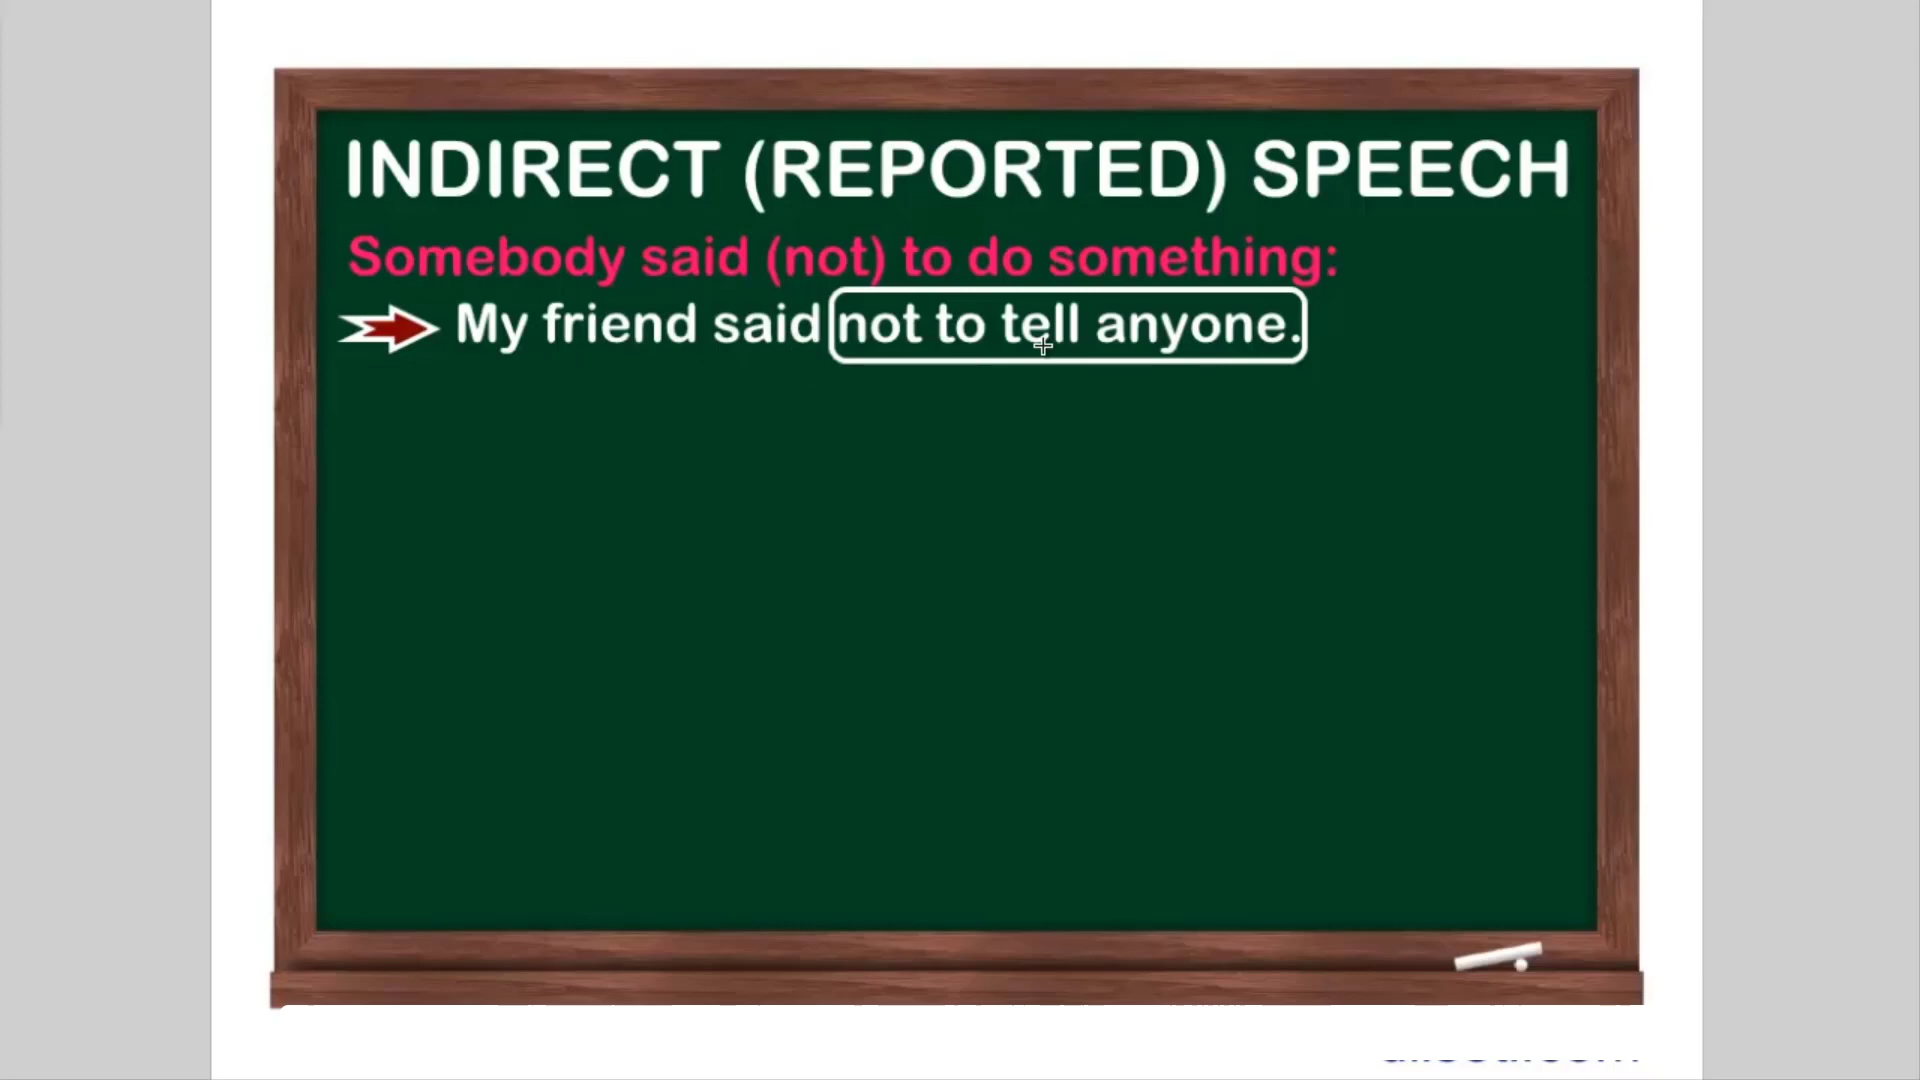 INDIRECT (REPORTED) SPEECH
Somebody said (not) to do something:
My friend said not to tell anyone.